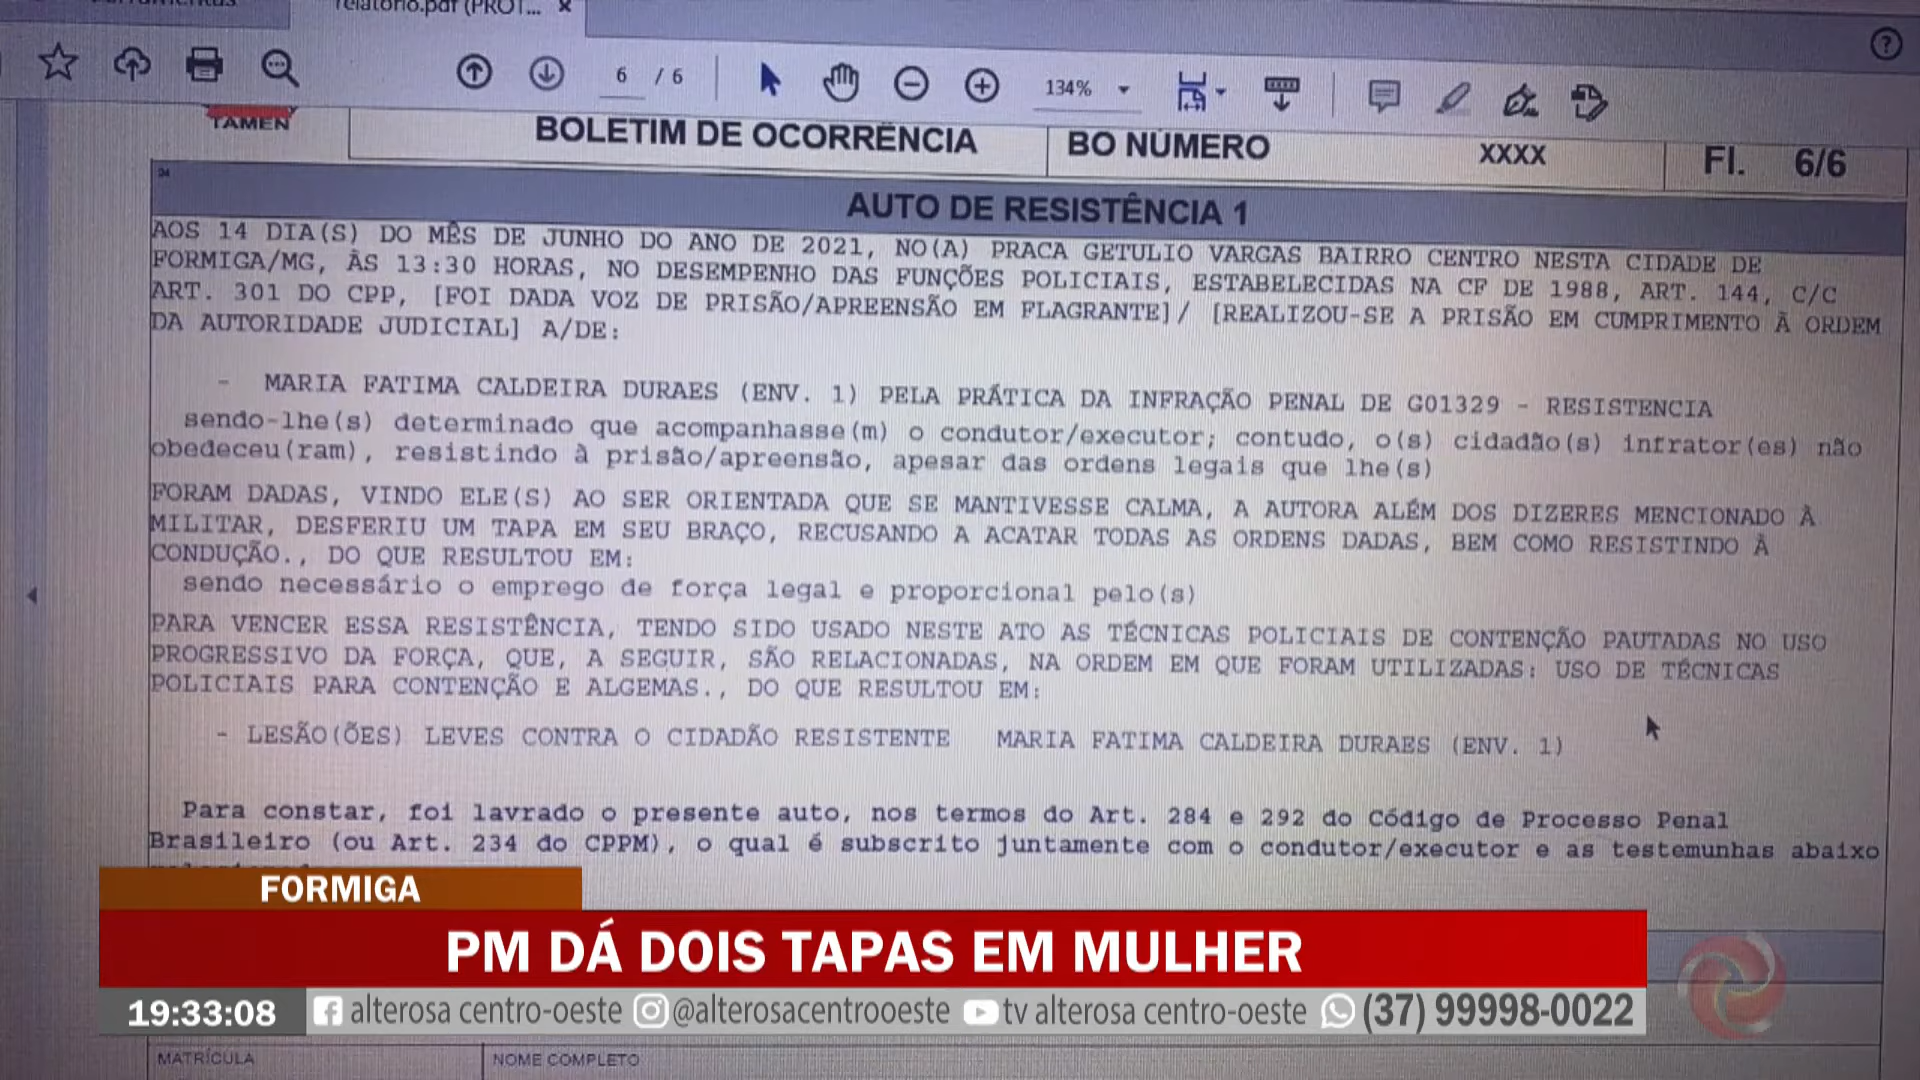 relatorio.pdf (PROT... ×
6 / 6
134%
TAMEN
BOLETIM DE OCORRÊNCIA
BO NÚMERO
XXXX
Fl. 6/6
AUTO DE RESISTÊNCIA 1
AOS 14 DIA(S) DO MÊS DE JUNHO DO ANO DE 2021, NO(A) PRACA GETULIO VARGAS BAIRRO CENTRO NESTA CIDADE DE
FORMIGA/MG, ÀS 13:30 HORAS, NO DESEMPENHO DAS FUNÇÕES POLICIAIS, ESTABELECIDAS NA CF DE 1988, ART. 144, C/C
ART. 301 DO CPP, [FOI DADA VOZ DE PRISÃO/APREENSÃO EM FLAGRANTE]/ [REALIZOU-SE A PRISÃO EM CUMPRIMENTO À ORDEM
DA AUTORIDADE JUDICIAL] A/DE:
- MARIA FATIMA CALDEIRA DURAES (ENV. 1) PELA PRÁTICA DA INFRAÇÃO PENAL DE G01329 - RESISTENCIA
sendo-lhe(s) determinado que acompanhasse(m) o condutor/executor; contudo, o(s) cidadão(s) infrator(es) não
obedeceu(ram), resistindo à prisão/apreensão, apesar das ordens legais que lhe(s)
FORAM DADAS, VINDO ELE(S) AO SER ORIENTADA QUE SE MANTIVESSE CALMA, A AUTORA ALÉM DOS DIZERES MENCIONADO À
MILITAR, DESFERIU UM TAPA EM SEU BRAÇO, RECUSANDO A ACATAR TODAS AS ORDENS DADAS, BEM COMO RESISTINDO À
CONDUÇÃO., DO QUE RESULTOU EM:
sendo necessário o emprego de força legal e proporcional pelo(s)
PARA VENCER ESSA RESISTÊNCIA, TENDO SIDO USADO NESTE ATO AS TÉCNICAS POLICIAIS DE CONTENÇÃO PAUTADAS NO USO
PROGRESSIVO DA FORÇA, QUE, A SEGUIR, SÃO RELACIONADAS, NA ORDEM EM QUE FORAM UTILIZADAS: USO DE TÉCNICAS
POLICIAIS PARA CONTENÇÃO E ALGEMAS., DO QUE RESULTOU EM:
- LESÃO(ÕES) LEVES CONTRA O CIDADÃO RESISTENTE MARIA FATIMA CALDEIRA DURAES (ENV. 1)
Para constar, foi lavrado o presente auto, nos termos do Art. 284 e 292 do Código de Processo Penal
Brasileiro (ou Art. 234 do CPPM), o qual é subscrito juntamente com o condutor/executor e as testemunhas abaixo
FORMIGA
PM DÁ DOIS TAPAS EM MULHER
19:33:08 alterosa centro-oeste @alterosacentrooeste tv alterosa centro-oeste (37) 99998-0022
MATRÍCULA
NOME COMPLETO